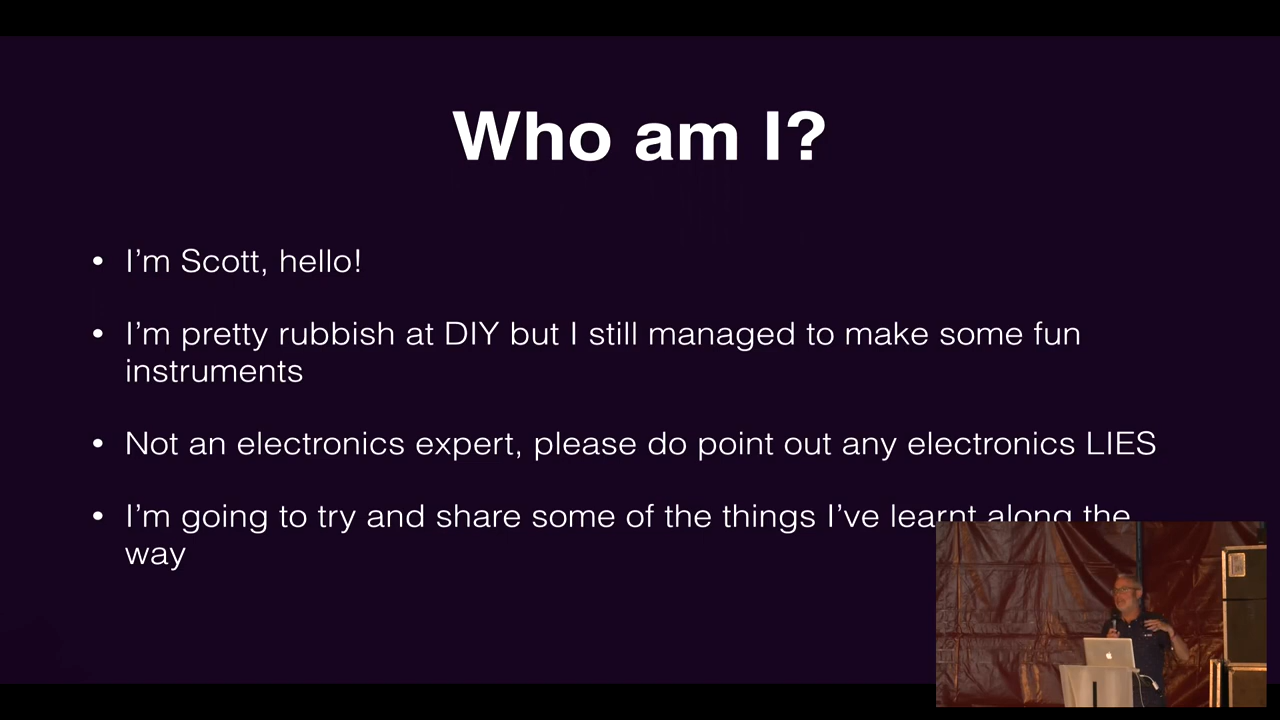 Who am I?
• I’m Scott, hello!
• I’m pretty rubbish at DIY but I still managed to make some fun
instruments
• Not an electronics expert, please do point out any electronics LIES
• I’m going to try and share some of the things I’ve learnt along the
way